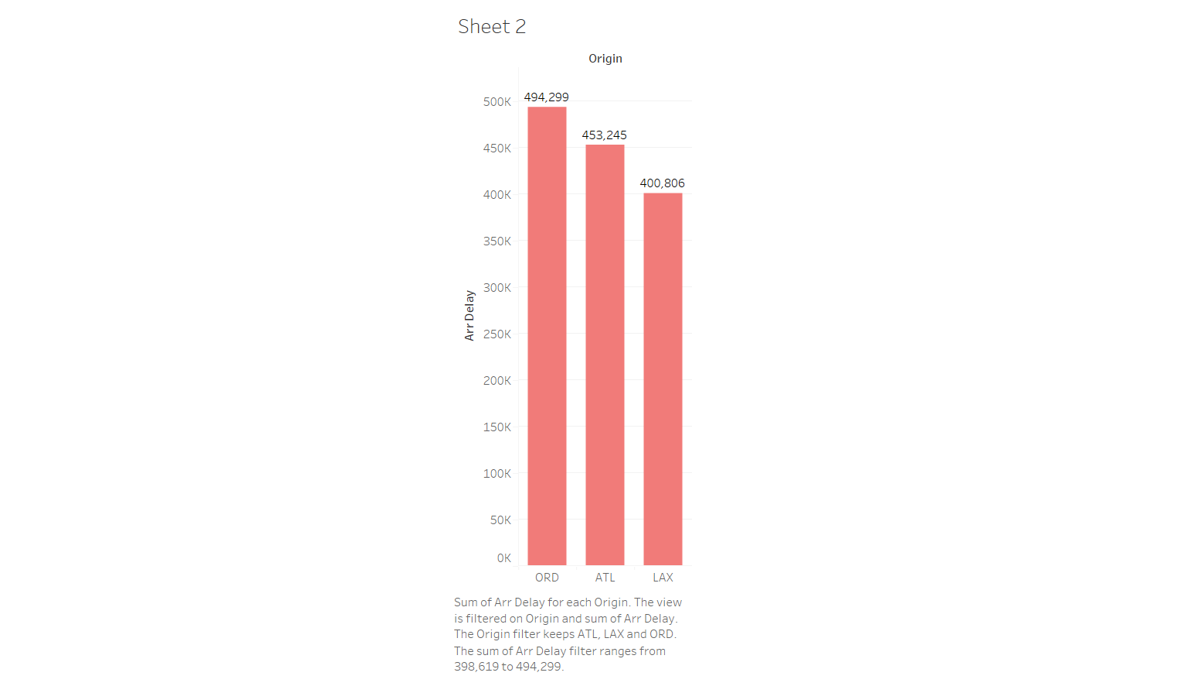 Sheet 2
Origin
500K
450K
400K
350K
300K
250K
200K
150K
100K
50K
0K
Arr Delay
494,299
453,245
400,806
ORD ATL LAX
Sum of Arr Delay for each Origin. The view
is filtered on Origin and sum of Arr Delay.
The Origin filter keeps ATL, LAX and ORD.
The sum of Arr Delay filter ranges from
398,619 to 494,299.